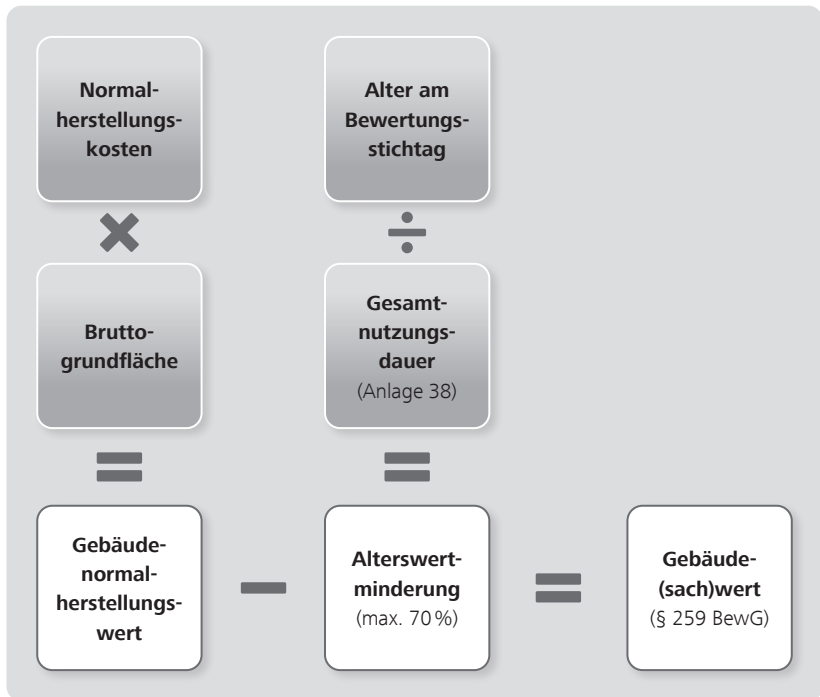 Normal-
herstellungs-
kosten
Alter am
Bewertungs-
stichtag
×
÷
Brutto-
grundfläche
Gesamt-
nutzungs-
dauer
(Anlage 38)
=
=
Gebäude-
normal-
herstellungs-
wert
–
Alterswert-
minderung
(max. 70 %)
=
Gebäude-
(sach)wert
(§ 259 BewG)